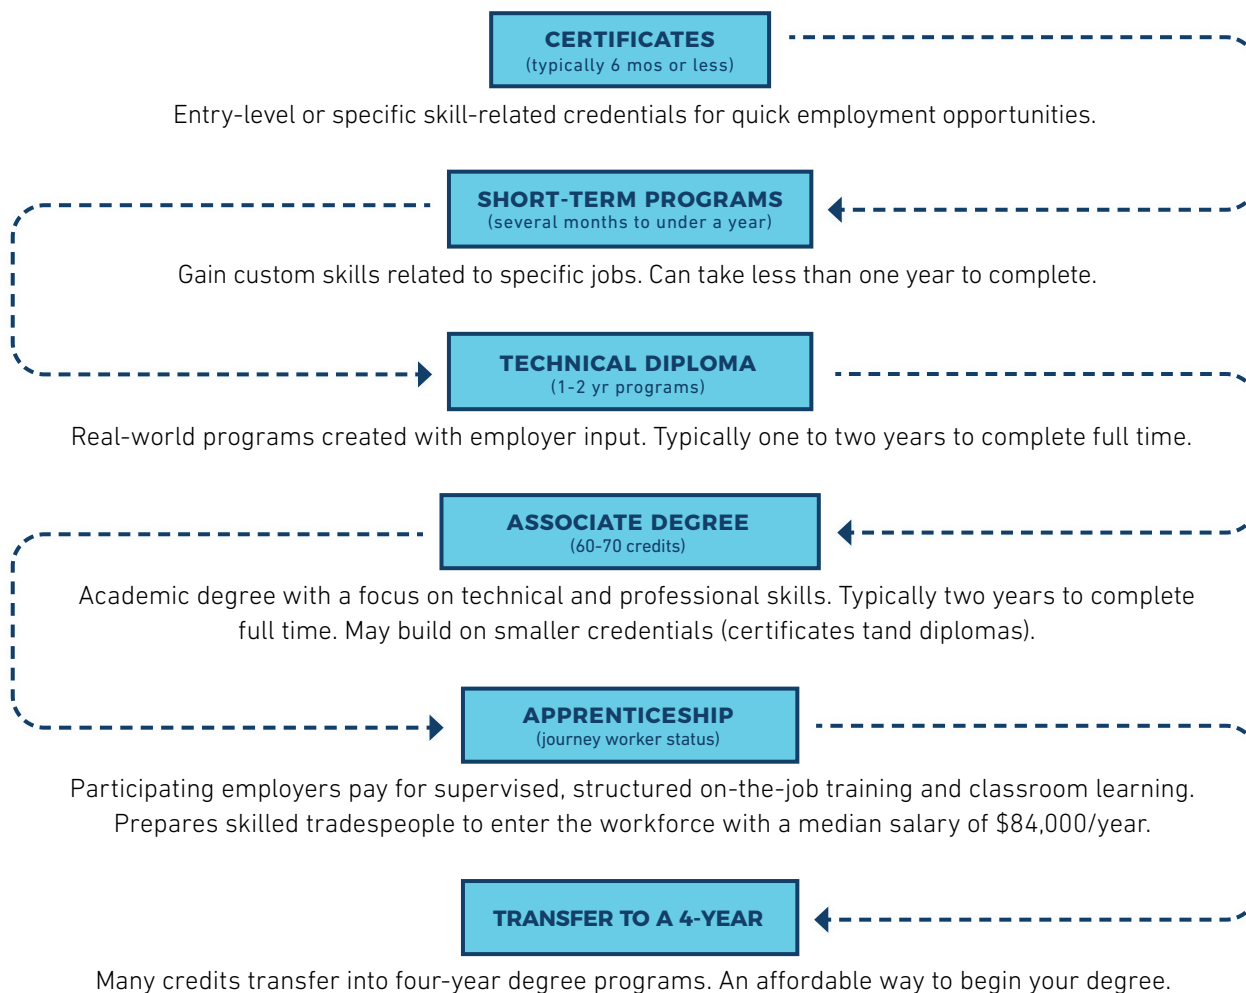 CERTIFICATES
(typically 6 mos or less)
Entry-level or specific skill-related credentials for quick employment opportunities.
SHORT-TERM PROGRAMS
(several months to under a year)
Gain custom skills related to specific jobs. Can take less than one year to complete.
TECHNICAL DIPLOMA
(1-2 yr programs)
Real-world programs created with employer input. Typically one to two years to complete full time.
ASSOCIATE DEGREE
(60-70 credits)
Academic degree with a focus on technical and professional skills. Typically two years to complete
full time. May build on smaller credentials (certificates tand diplomas).
APPRENTICESHIP
(journey worker status)
Participating employers pay for supervised, structured on-the-job training and classroom learning.
Prepares skilled tradespeople to enter the workforce with a median salary of $84,000/year.
TRANSFER TO A 4-YEAR
Many credits transfer into four-year degree programs. An affordable way to begin your degree.